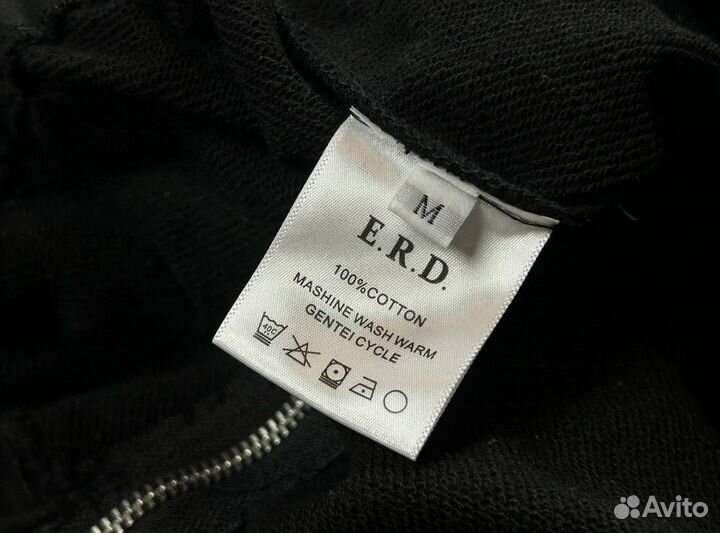 M
E.R.D.
100%COTTON
MASHINE WASH WARM
GENTEI CYCLE
40C
Avito